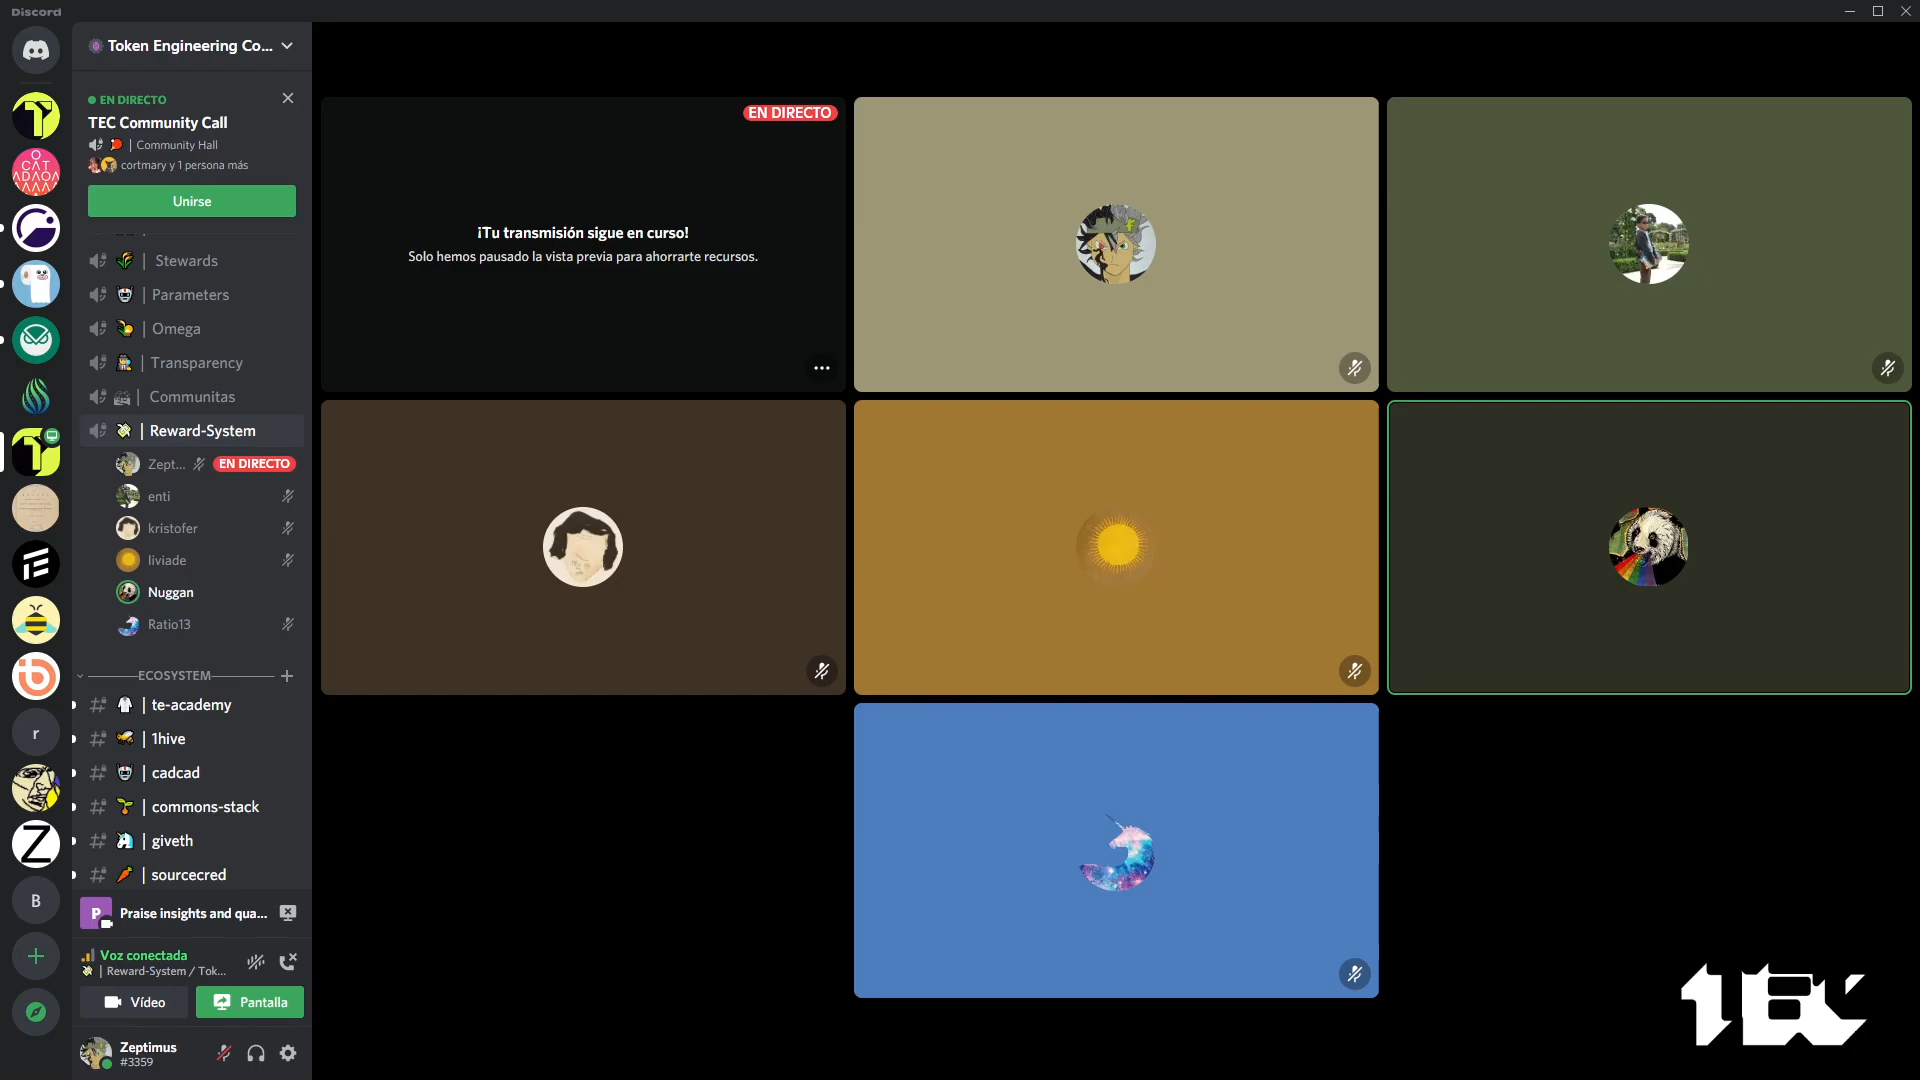 Discord
Token Engineering Co...
EN DIRECTO
TEC Community Call
| Community Hall
cortmary y 1 persona más
Unirse
| Stewards
| Parameters
| Omega
| Transparency
| Communitas
| Reward-System
Zept... EN DIRECTO
enti
kristofer
liviade
Nuggan
Ratio13
ECOSYSTEM
| te-academy
| 1hive
| cadcad
| commons-stack
| giveth
| sourcecred
P Praise insights and qua...
Voz conectada
| Reward-System / Tok...
Vídeo Pantalla
Zeptimus
#3359
CAT
ADAOA
r
Z
B
EN DIRECTO
¡Tu transmisión sigue en curso!
Solo hemos pausado la vista previa para ahorrarte recursos.
TEC